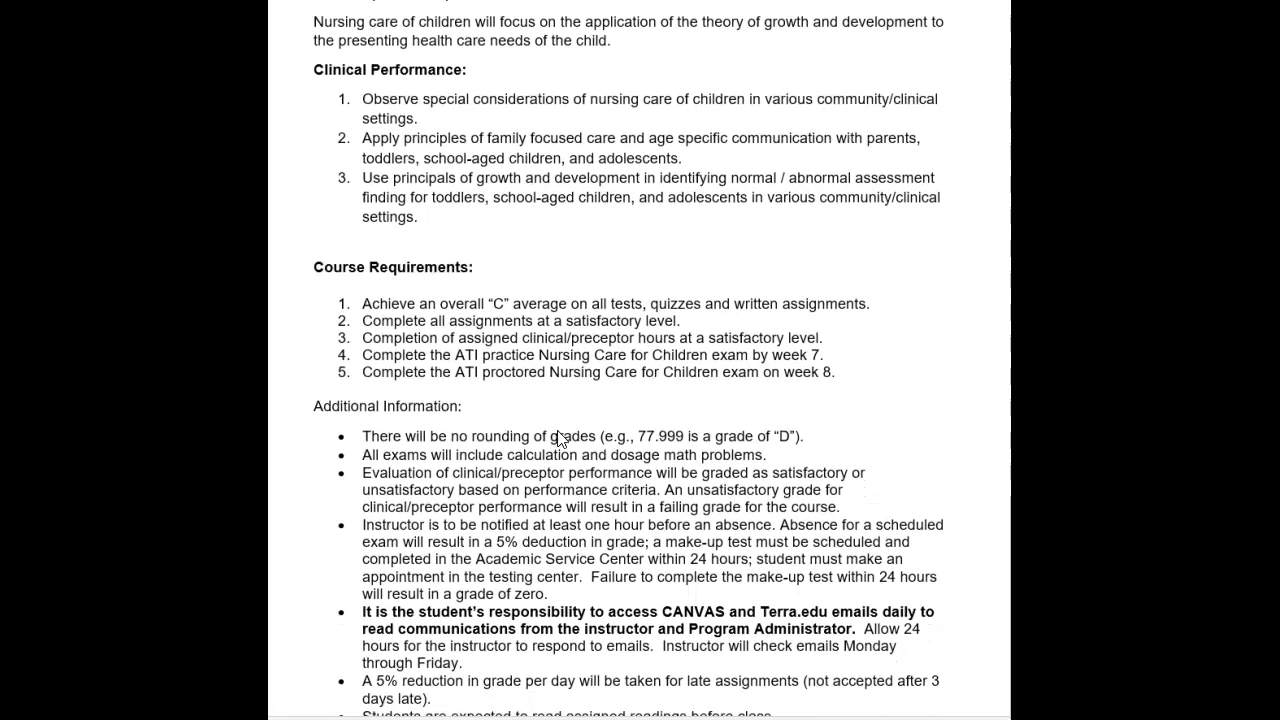 Nursing care of children will focus on the application of the theory of growth and development to
the presenting health care needs of the child.
Clinical Performance:
1. Observe special considerations of nursing care of children in various community/clinical
settings.
2. Apply principles of family focused care and age specific communication with parents,
toddlers, school-aged children, and adolescents.
3. Use principals of growth and development in identifying normal / abnormal assessment
finding for toddlers, school-aged children, and adolescents in various community/clinical
settings.
Course Requirements:
1. Achieve an overall “C” average on all tests, quizzes and written assignments.
2. Complete all assignments at a satisfactory level.
3. Completion of assigned clinical/preceptor hours at a satisfactory level.
4. Complete the ATI practice Nursing Care for Children exam by week 7.
5. Complete the ATI proctored Nursing Care for Children exam on week 8.
Additional Information:
• There will be no rounding of grades (e.g., 77.999 is a grade of “D”).
• All exams will include calculation and dosage math problems.
• Evaluation of clinical/preceptor performance will be graded as satisfactory or
unsatisfactory based on performance criteria. An unsatisfactory grade for
clinical/preceptor performance will result in a failing grade for the course.
• Instructor is to be notified at least one hour before an absence. Absence for a scheduled
exam will result in a 5% deduction in grade; a make-up test must be scheduled and
completed in the Academic Service Center within 24 hours; student must make an
appointment in the testing center. Failure to complete the make-up test within 24 hours
will result in a grade of zero.
• It is the student’s responsibility to access CANVAS and Terra.edu emails daily to
read communications from the instructor and Program Administrator. Allow 24
hours for the instructor to respond to emails. Instructor will check emails Monday
through Friday.
• A 5% reduction in grade per day will be taken for late assignments (not accepted after 3
days late).
• Students are expected to read assigned readings before class.